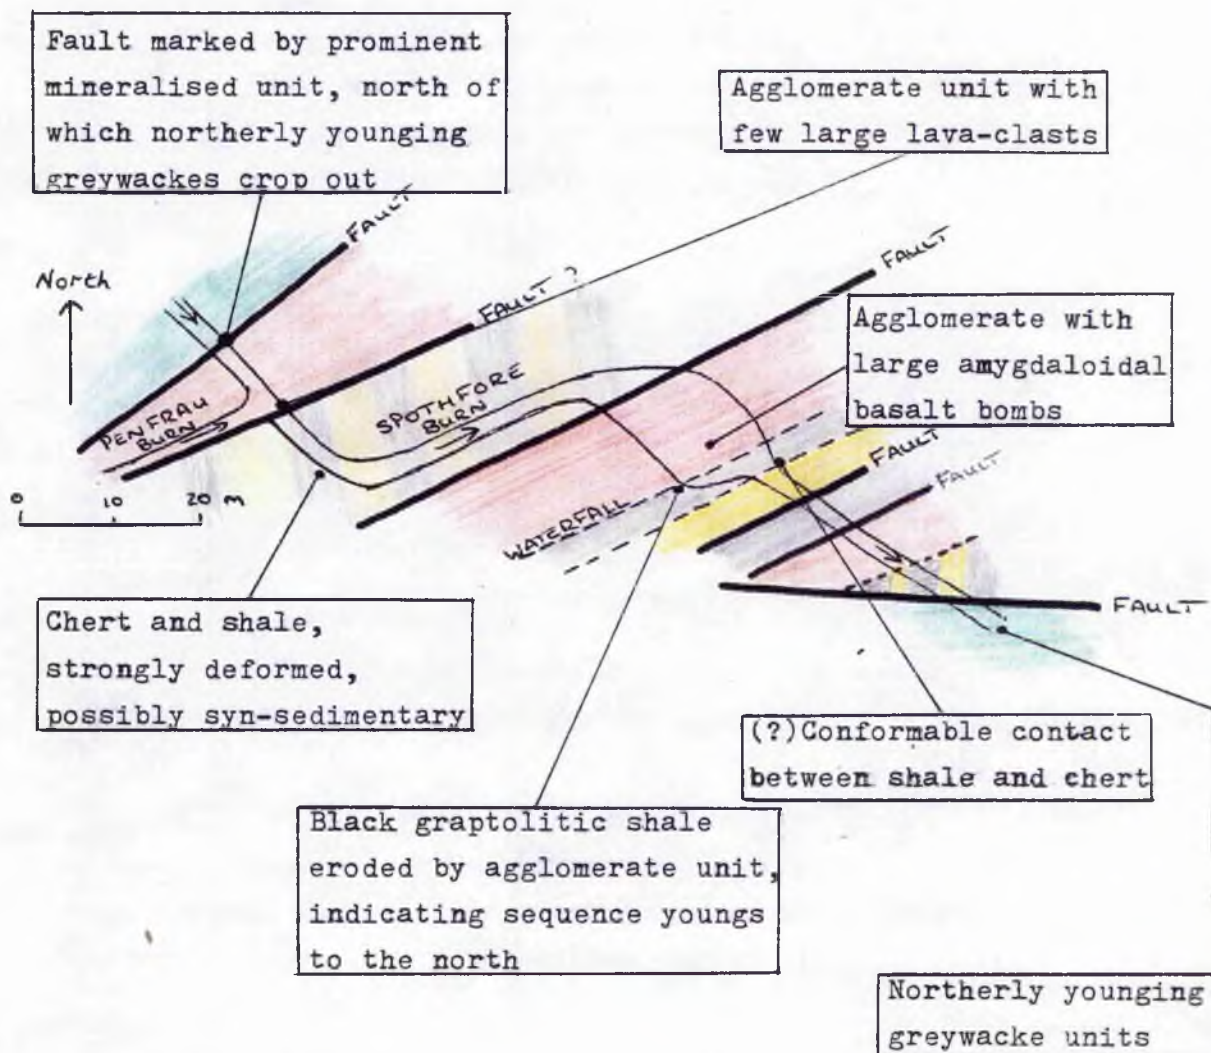 Fault marked by prominent
mineralised unit, north of
which northerly younging
greywackes crop out
Agglomerate unit with
few large lava-clasts
FAULT
North
FAULT ?
FAULT
Agglomerate with
large amygdaloidal
basalt bombs
PENFRAU
BURN
SPOTHFORE
BURN
FAULT
FAULT
0 10 20 m
WATERFALL
FAULT
Chert and shale,
strongly deformed,
possibly syn-sedimentary
(?)Conformable contact
between shale and chert
Black graptolitic shale
eroded by agglomerate unit,
indicating sequence youngs
to the north
Northerly younging
greywacke units